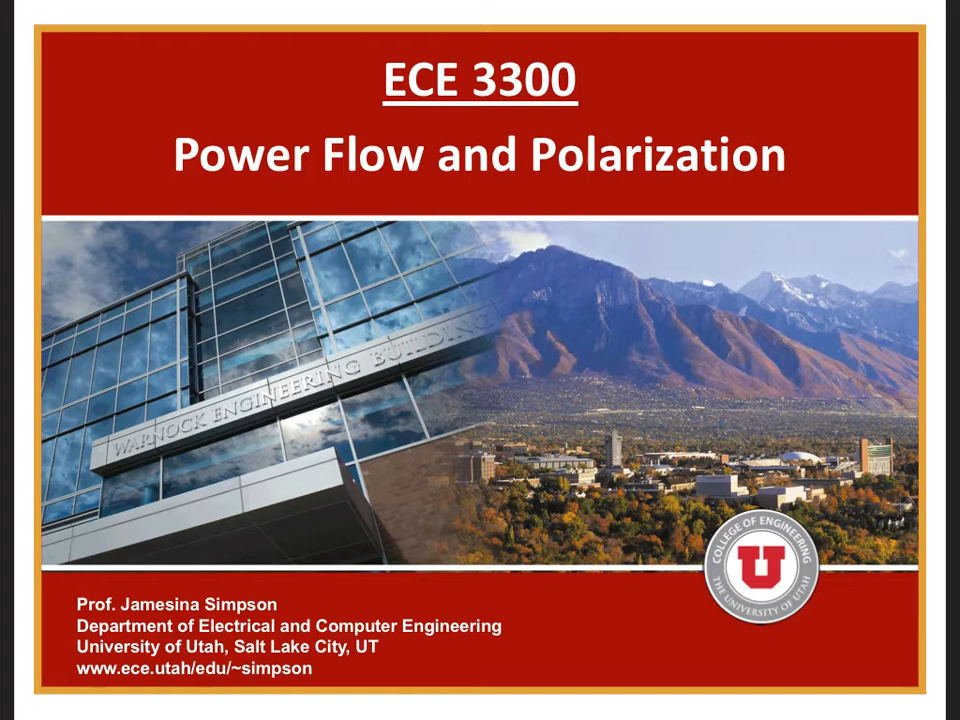 ECE 3300
Power Flow and Polarization
WARNOCK ENGINEERING BUILDING
COLLEGE OF ENGINEERING
U
THE UNIVERSITY OF UTAH
Prof. Jamesina Simpson
Department of Electrical and Computer Engineering
University of Utah, Salt Lake City, UT
www.ece.utah/edu/~simpson